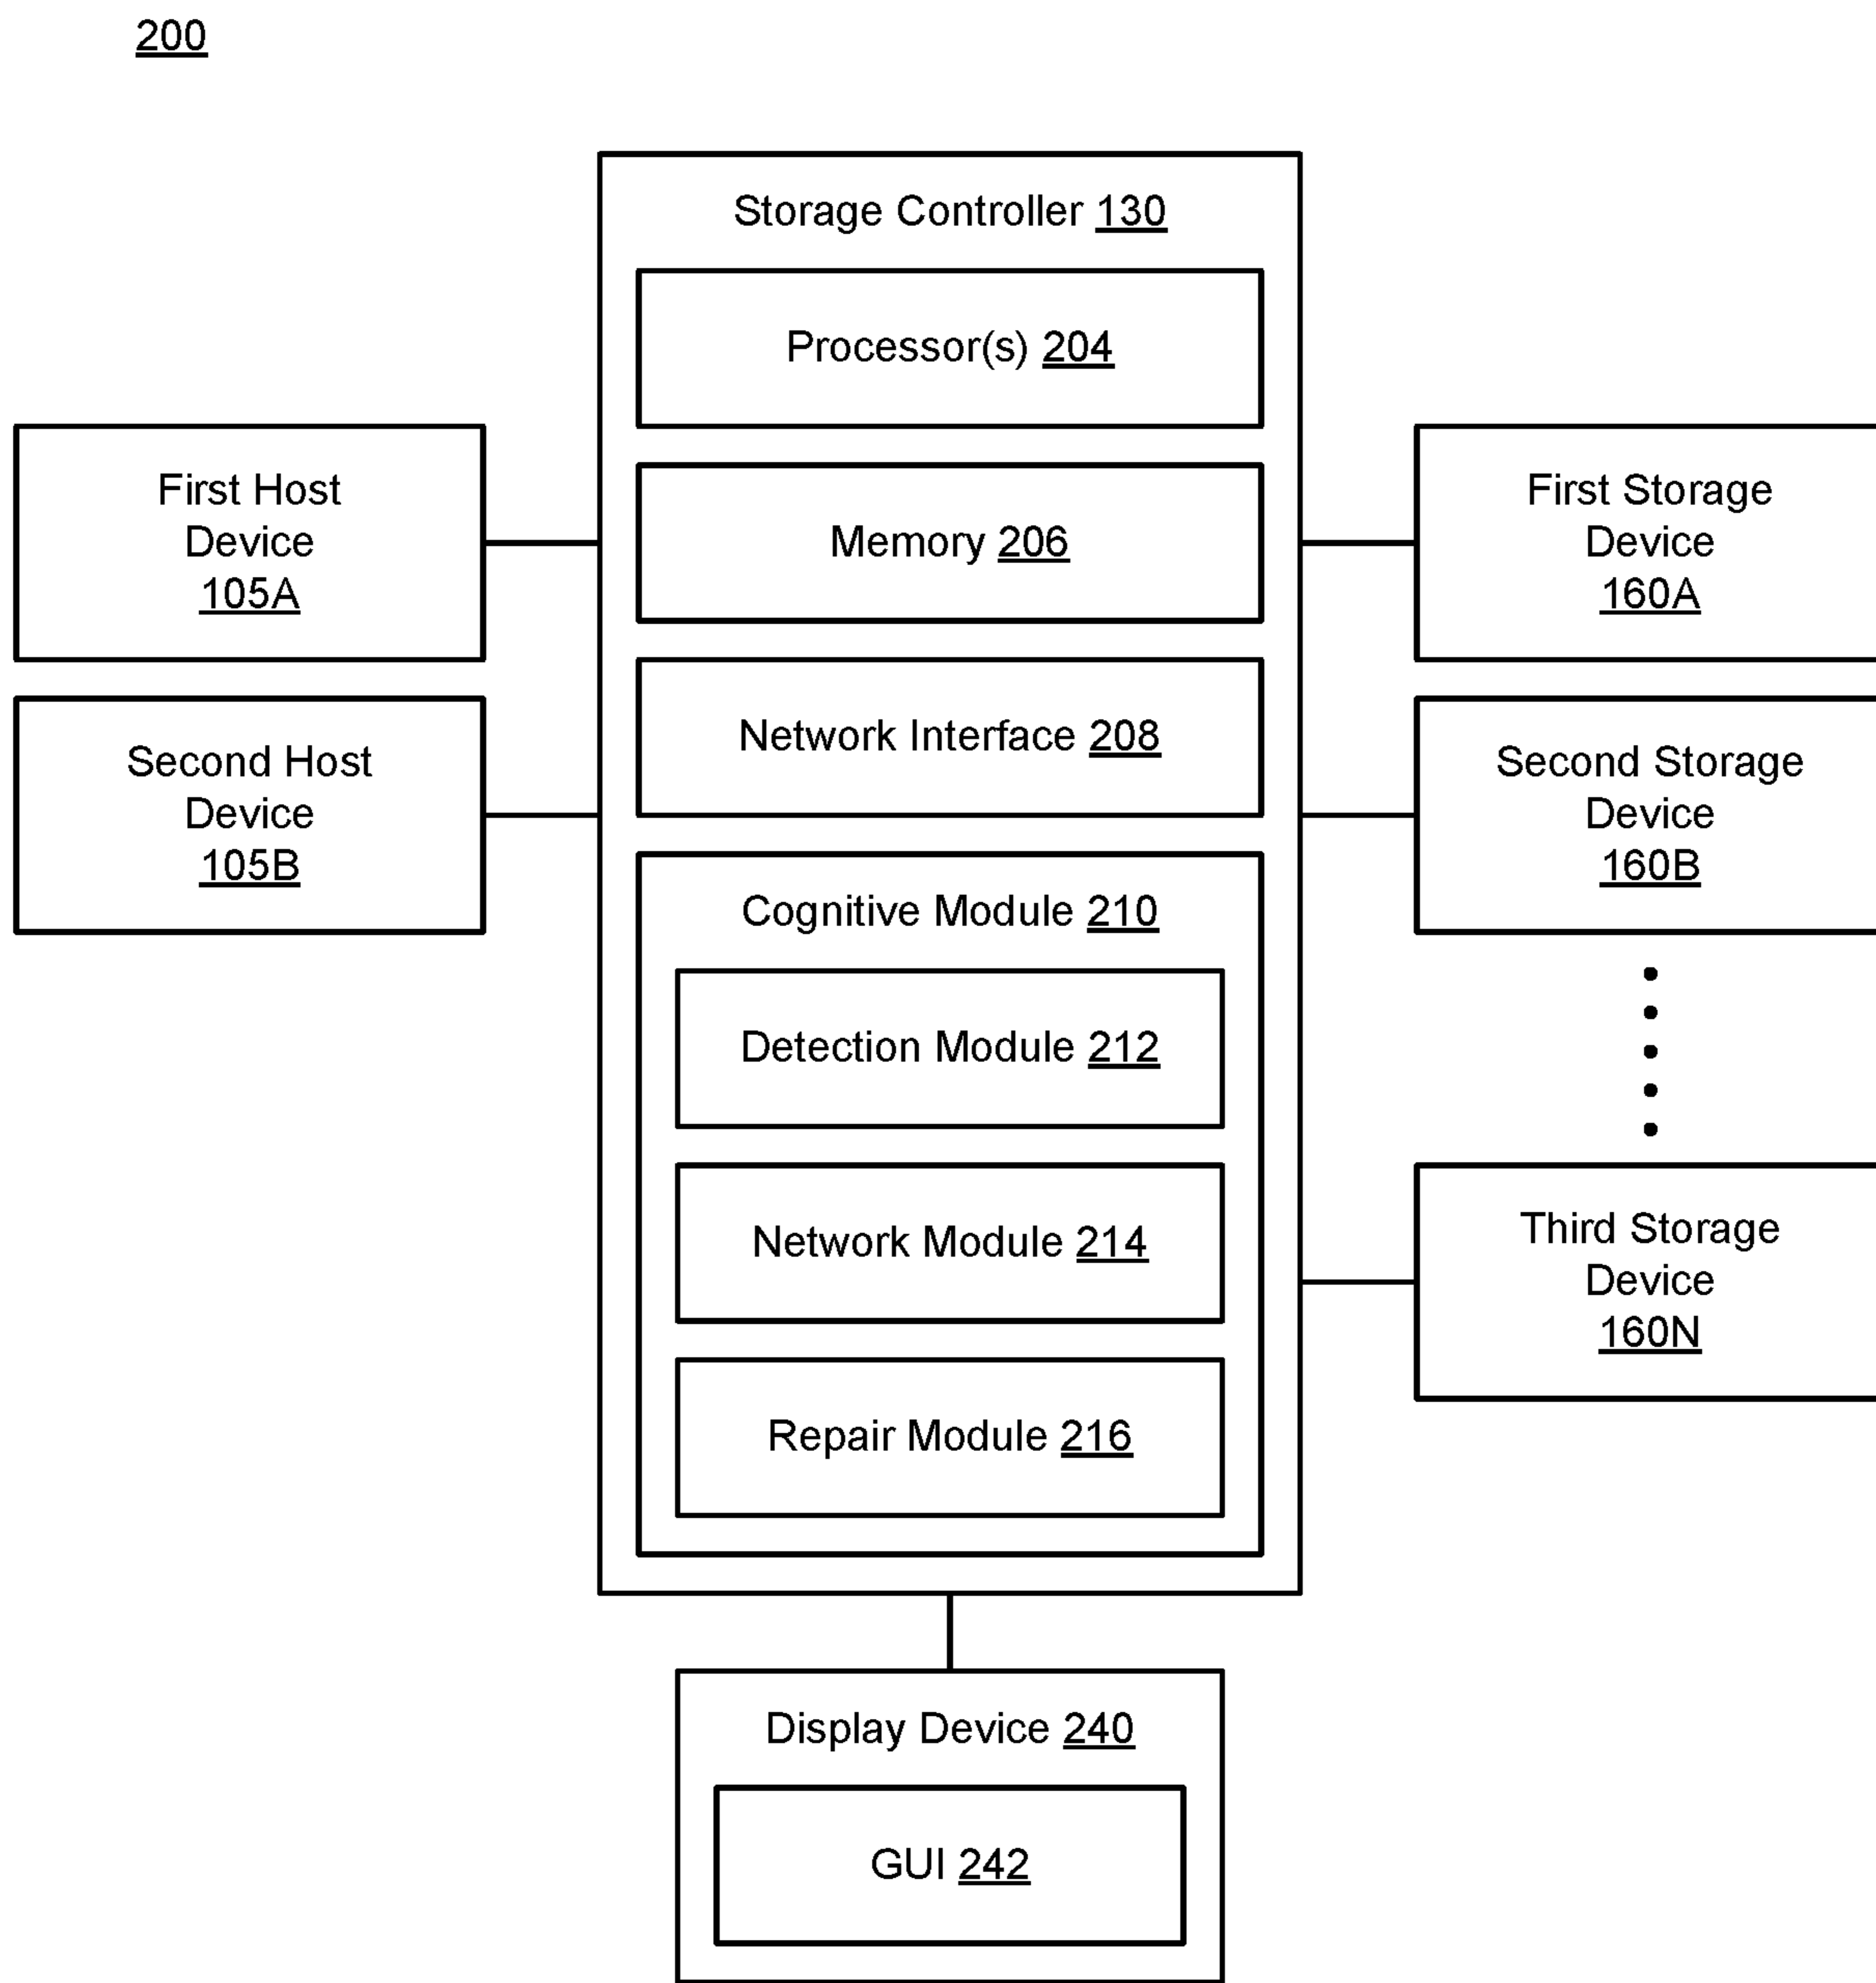 200
Storage Controller 130
Processor(s) 204
Memory 206
Network Interface 208
Cognitive Module 210
Detection Module 212
Network Module 214
Repair Module 216
First Host
Device
105A
Second Host
Device
105B
First Storage
Device
160A
Second Storage
Device
160B
Third Storage
Device
160N
Display Device 240
GUI 242